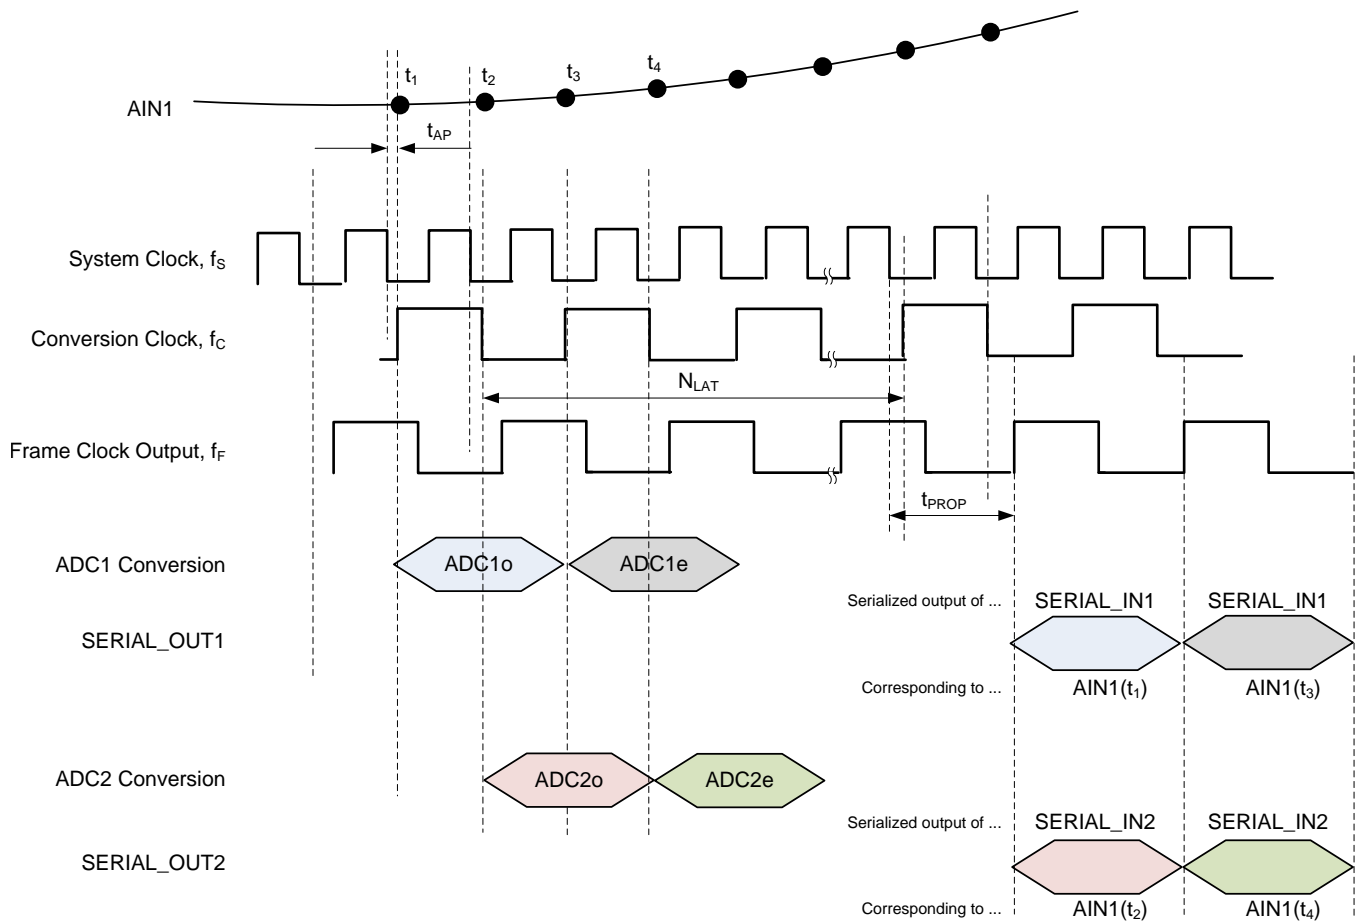 t1 t2 t3 t4
AIN1
tAP
System Clock, fS
Conversion Clock, fC
NLAT
Frame Clock Output, fF
tPROP
ADC1 Conversion
ADC1o ADC1e
Serialized output of ... SERIAL_IN1 SERIAL_IN1
SERIAL_OUT1
Corresponding to ... AIN1(t1) AIN1(t3)
ADC2 Conversion
ADC2o ADC2e
Serialized output of ... SERIAL_IN2 SERIAL_IN2
SERIAL_OUT2
Corresponding to ... AIN1(t2) AIN1(t4)